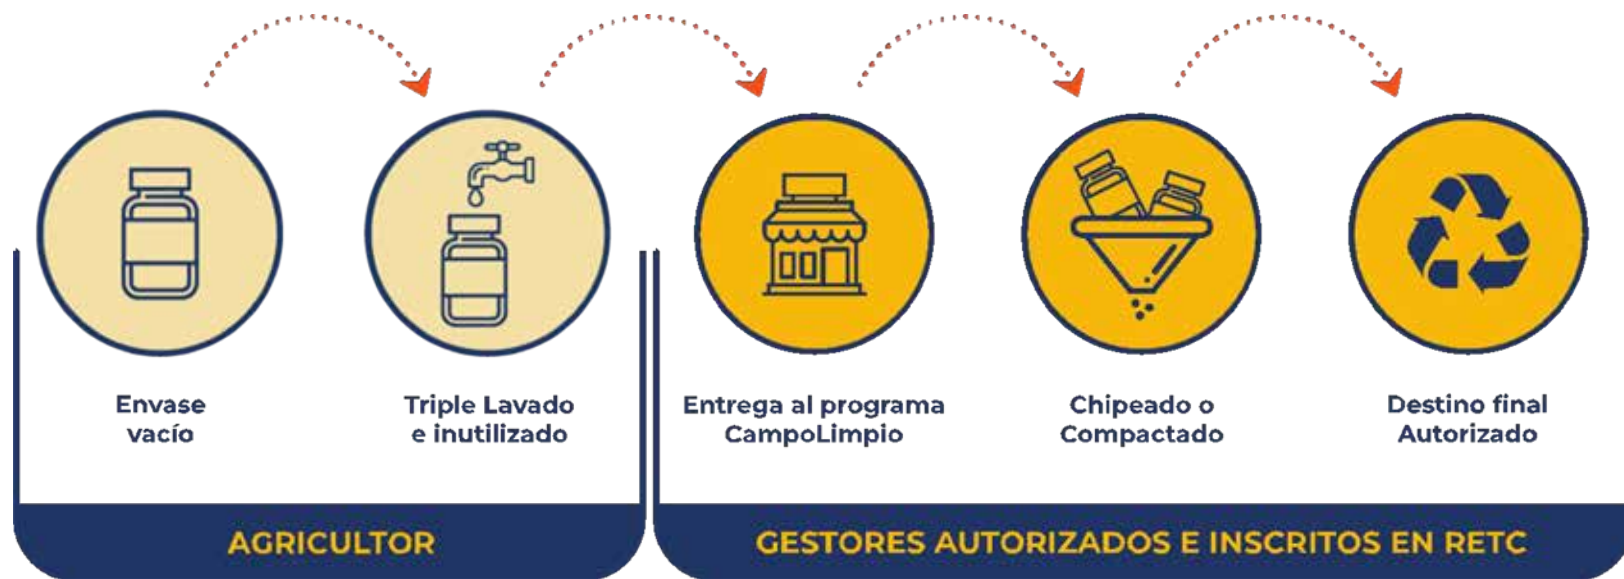 Envase
vacío
Triple Lavado
e inutilizado
Entrega al programa
CampoLimpio
Chipeado o
Compactado
Destino final
Autorizado
AGRICULTOR
GESTORES AUTORIZADOS E INSCRITOS EN RETC